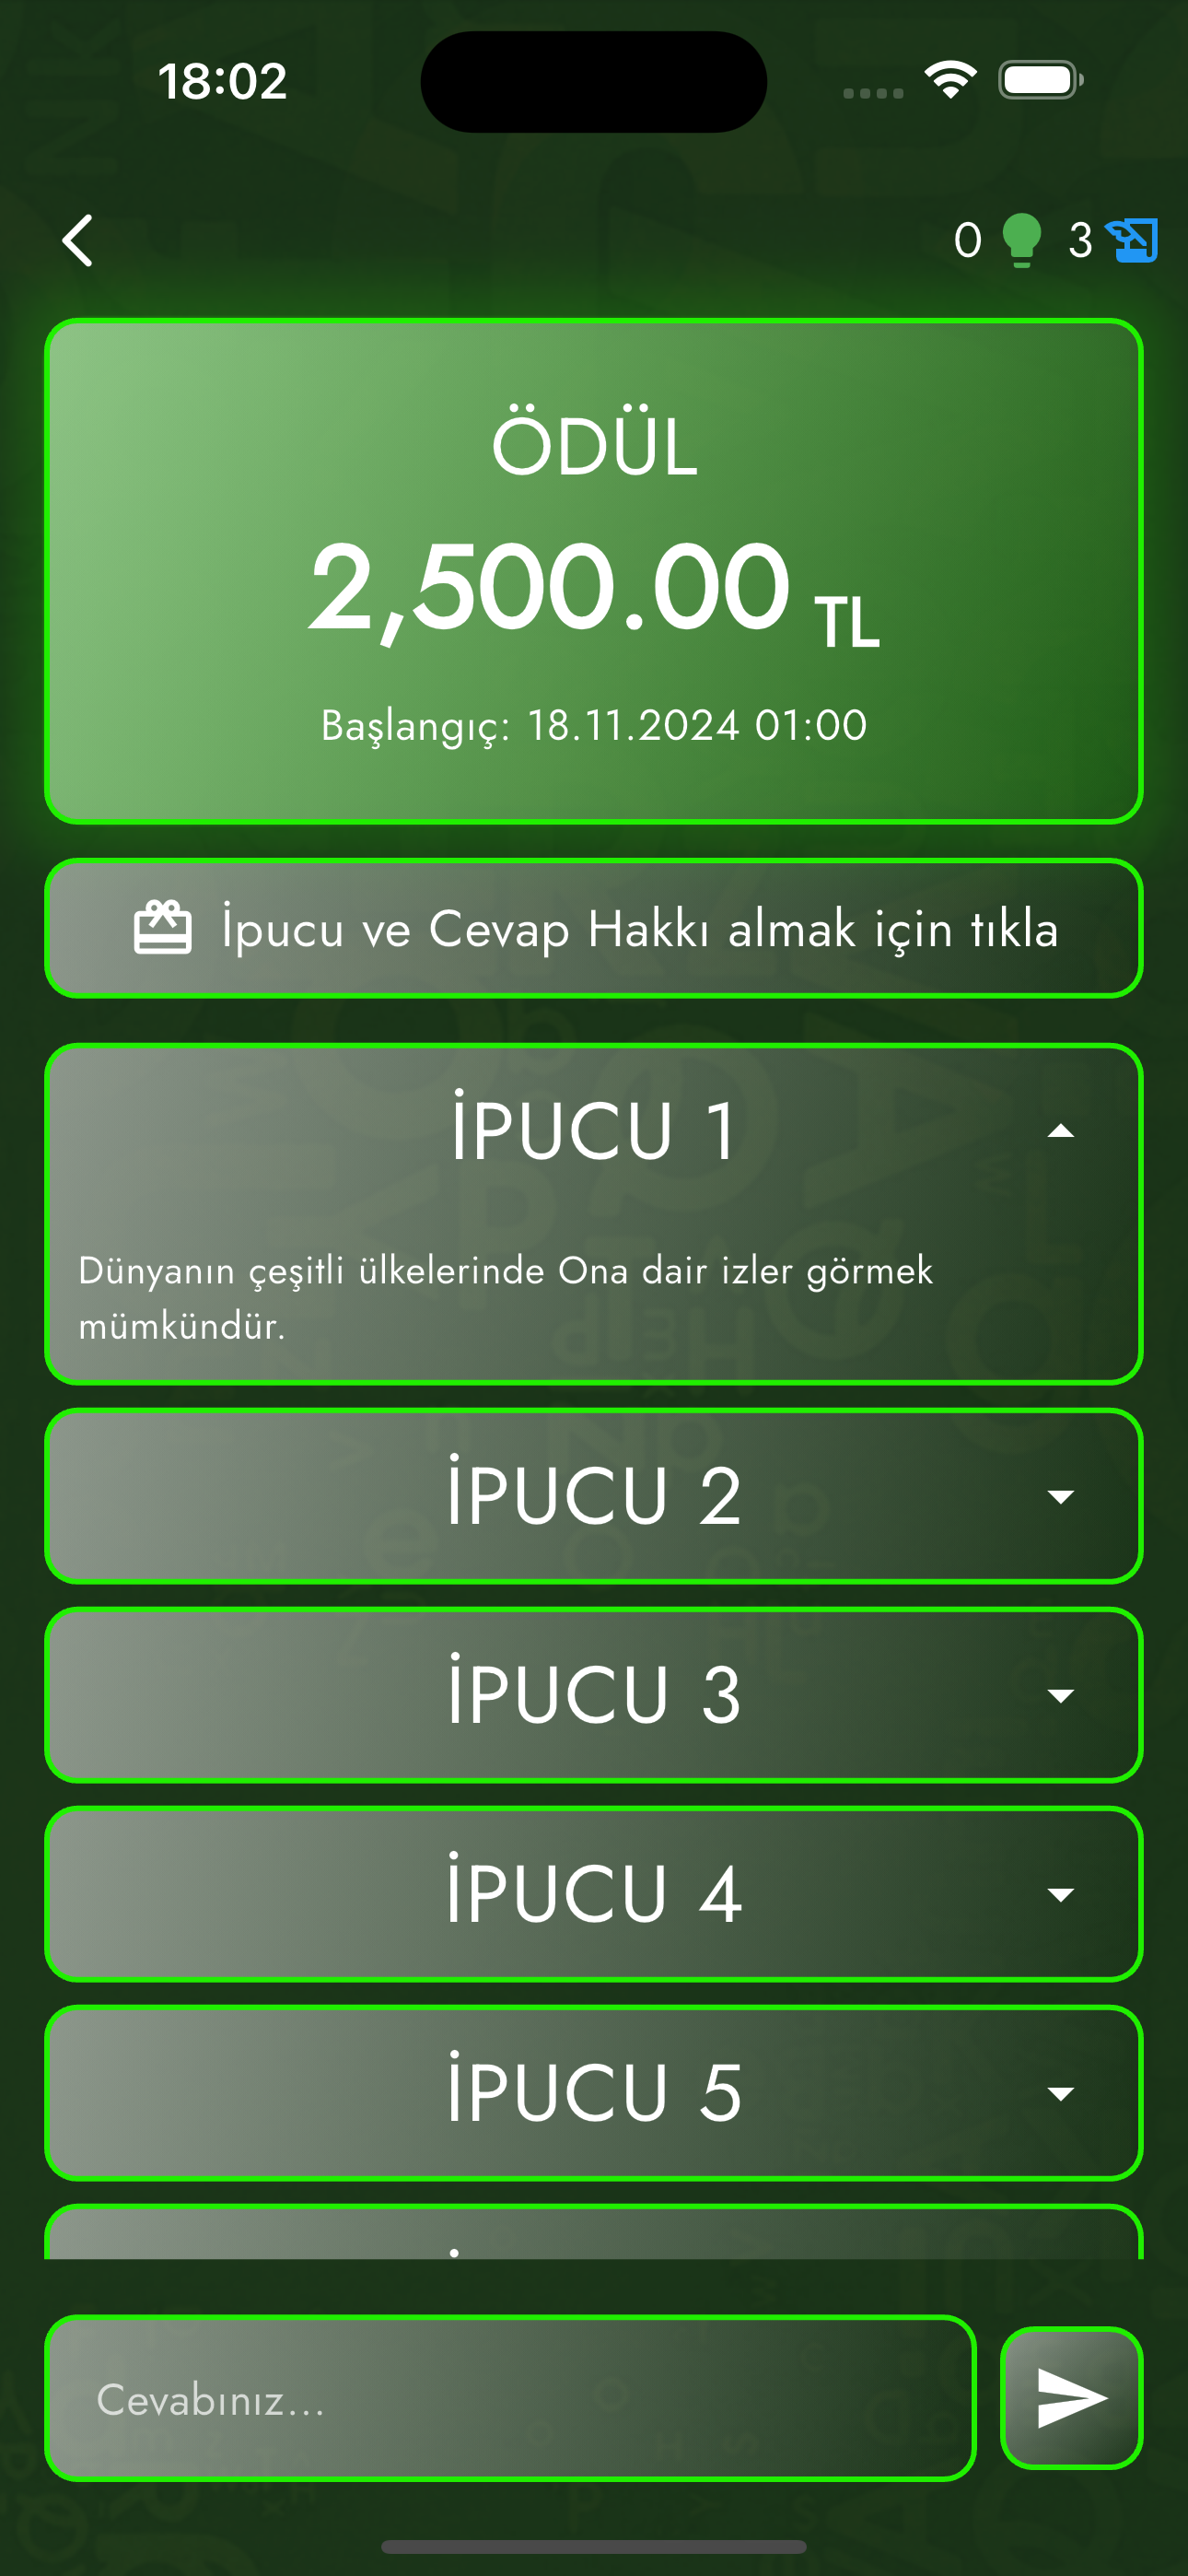 18:02
0 3
ÖDÜL
2,500.00 TL
Başlangıç: 18.11.2024 01:00
İpucu ve Cevap Hakkı almak için tıkla
İPUCU 1
Dünyanın çeşitli ülkelerinde Ona dair izler görmek
mümkündür.
İPUCU 2
İPUCU 3
İPUCU 4
İPUCU 5
Cevabınız...